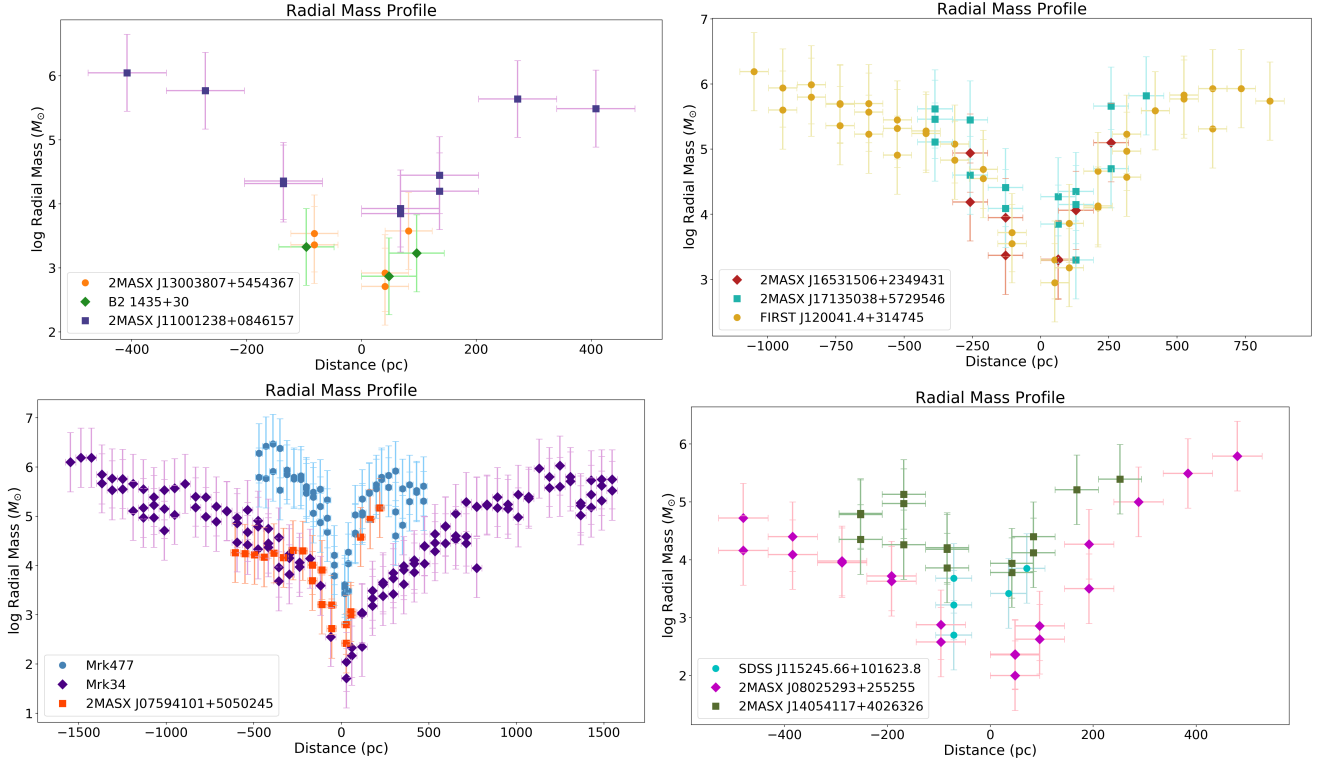 Radial Mass Profile
log Radial Mass (M⊙)
6
5
4
3
2
2MASX J13003807+5454367
B2 1435+30
2MASX J11001238+0846157
−400 −200 0 200 400
Distance (pc)
Radial Mass Profile
log Radial Mass (M⊙)
7
6
5
4
3
2MASX J16531506+2349431
2MASX J17135038+5729546
FIRST J120041.4+314745
−1000 −750 −500 −250 0 250 500 750
Distance (pc)
Radial Mass Profile
log Radial Mass (M⊙)
7
6
5
4
3
2
1
Mrk477
Mrk34
2MASX J07594101+5050245
−1500 −1000 −500 0 500 1000 1500
Distance (pc)
Radial Mass Profile
log Radial Mass (M⊙)
6
5
4
3
2
SDSS J115245.66+101623.8
2MASX J08025293+255255
2MASX J14054117+4026326
−400 −200 0 200 400
Distance (pc)